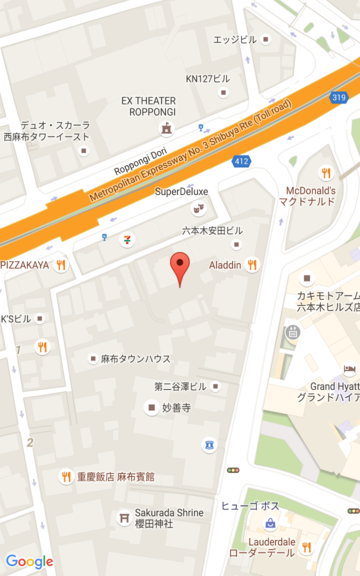 エッジビル
KN127ビル
319
EX THEATER
ROPPONGI
デュオ・スカーラ
西麻布タワーイースト
Roppongi Dori
Metropolitan Expressway No. 3 Shibuya Rte (Toll road)
412
McDonald's
マクドナルド
SuperDeluxe
六本木安田ビル
7
PIZZAKAYA
Aladdin
カキモトアーム
六本木ヒルズ店
K'Sビル
1
麻布タウンハウス
Grand Hyatt
グランドハイア
第二谷澤ビル
妙善寺
2
重慶飯店 麻布賓館
ヒューゴ ボス
Sakurada Shrine
櫻田神社
Lauderdale
ローダーデール
Google